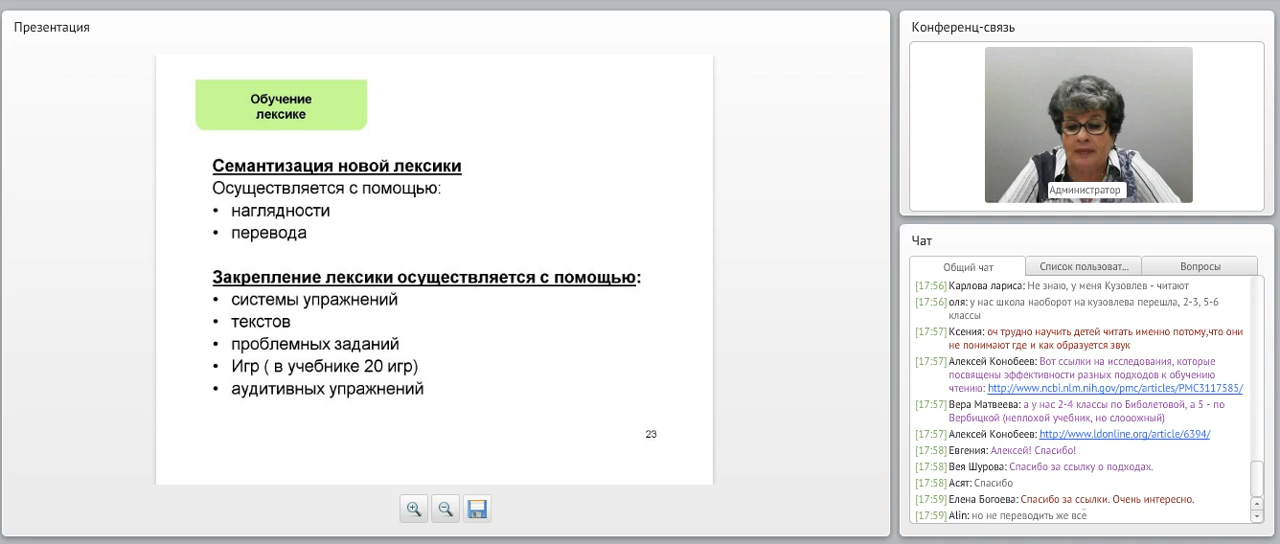 Презентация
Обучение
лексике
Семантизация новой лексики
Осуществляется с помощью:
• наглядности
• перевода
Закрепление лексики осуществляется с помощью:
• системы упражнений
• текстов
• проблемных заданий
• Игр ( в учебнике 20 игр)
• аудитивных упражнений
23
Конференц-связь
Администратор
Чат
Общий чат
Список пользоват...
Вопросы
[17:56] Карлова лариса: Не знаю, у меня Кузовлев - читают
[17:56] оля: у нас школа наоборот на кузовлева перешла, 2-3, 5-6
классы
[17:57] Ксения: оч трудно научить детей читать именно потому,что они
не понимают где и как образуется звук
[17:57] Алексей Конобеев: Вот ссылки на исследования, которые
посвящены эффективности разных подходов к обучению
чтению: http://www.ncbi.nlm.nih.gov/pmc/articles/PMC3117585/
[17:57] Вера Матвеева: а у нас 2-4 классы по Биболетовой, а 5 - по
Вербицкой (неплохой учебник, но слооожный)
[17:57] Алексей Конобеев: http://www.ldonline.org/article/6394/
[17:58] Евгения: Алексей! Спасибо!
[17:58] Вея Шурова: Спасибо за ссылку о подходах.
[17:58] Асят: Спасибо
[17:59] Елена Богоева: Спасибо за ссылки. Очень интересно.
[17:59] Alin: но не переводить же всё